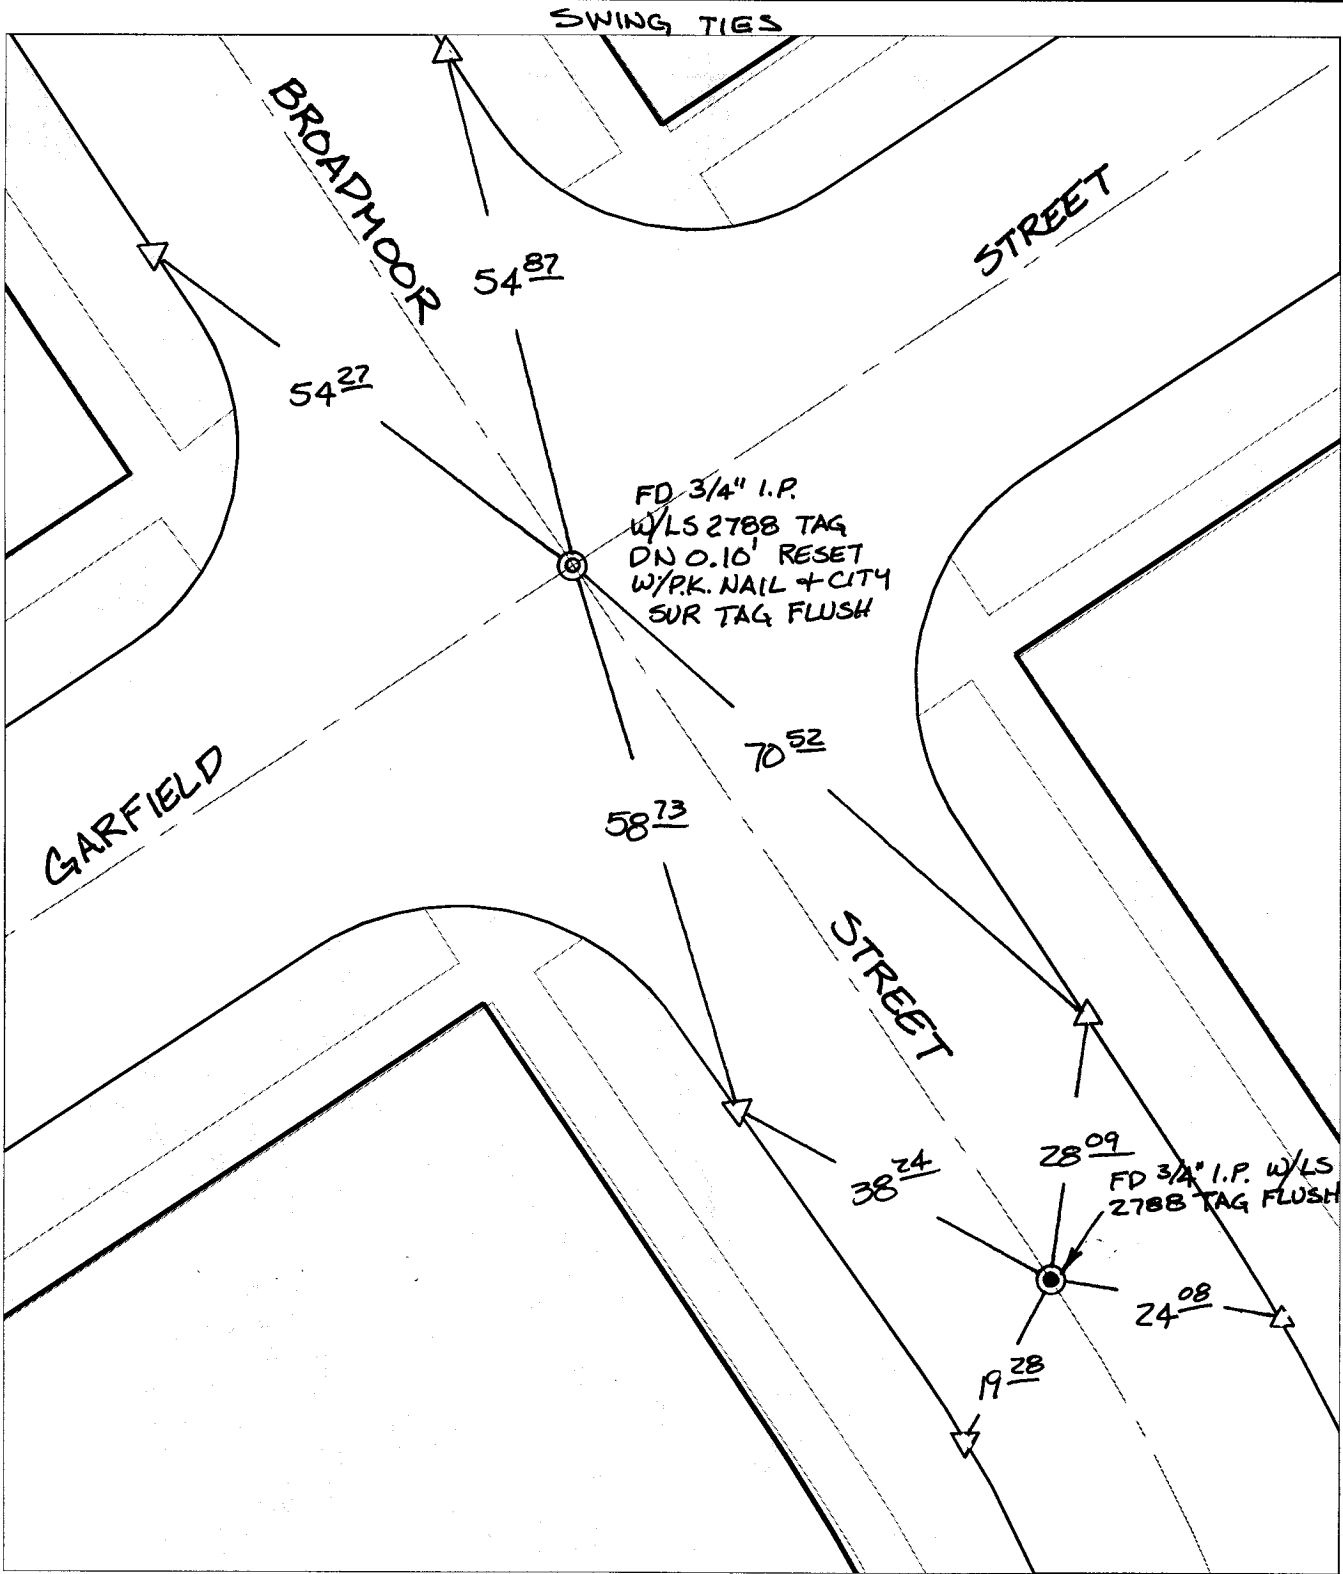 SWING TIES
BROADMOOR
STREET
54 87
54 27
FD 3/4" I.P.
W/LS 2788 TAG
DN 0.10' RESET
W/P.K. NAIL + CITY
SUR TAG FLUSH
70 52
GARFIELD
58 73
STREET
28 09
38 24
FD 3/4" I.P. W/LS
2788 TAG FLUSH
24 08
19 28